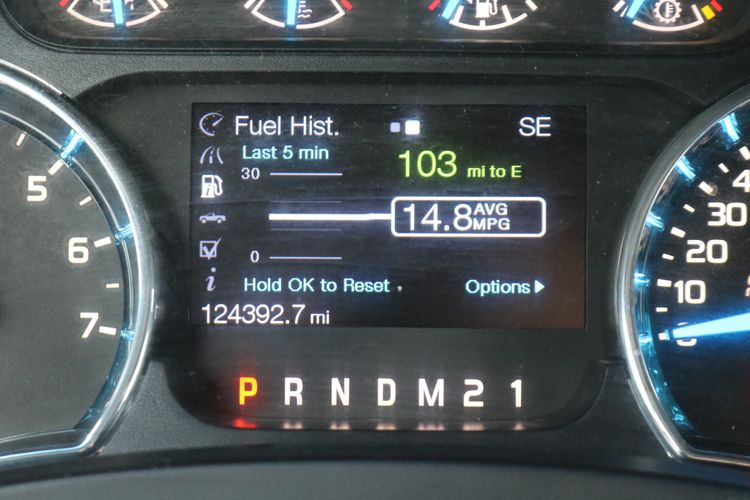 Fuel Hist. SE
Last 5 min
103 mi to E
30
14.8 AVG MPG
0
Hold OK to Reset Options
124392.7 mi
P R N D M 2 1
5
6
7
30
20
10